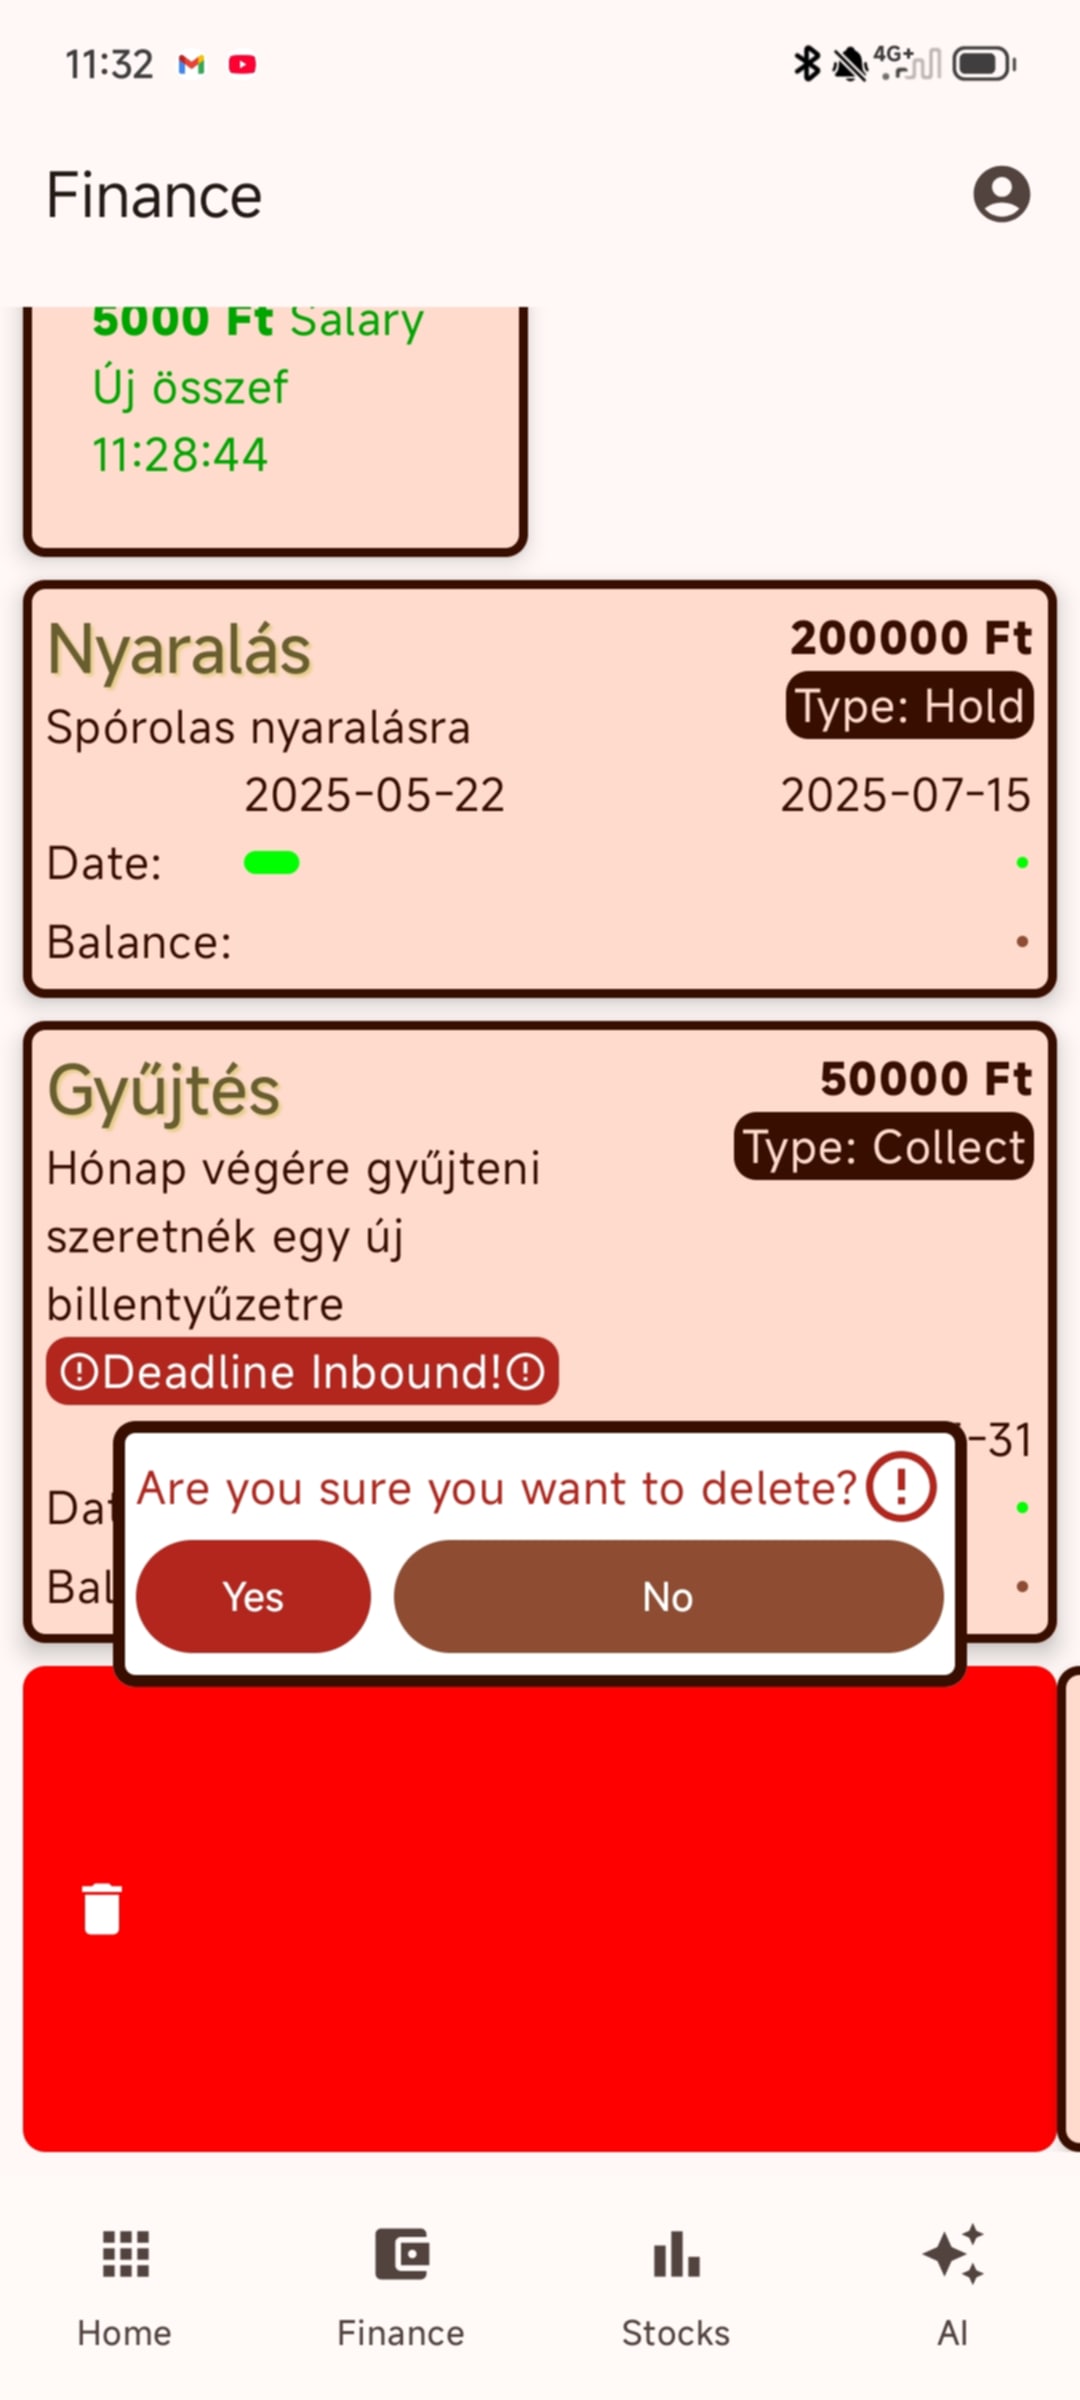 11:32
4G+
Finance
5000 Ft Salary
Új összef
11:28:44
Nyaralás
200000 Ft
Spórolas nyaralásra
Type: Hold
2025-05-22
2025-07-15
Date:
Balance:
Gyűjtés
50000 Ft
Hónap végére gyűjteni
Type: Collect
szeretnék egy új
billentyűzetre
Deadline Inbound!
-31
Are you sure you want to delete?
Yes
No
Home
Finance
Stocks
AI